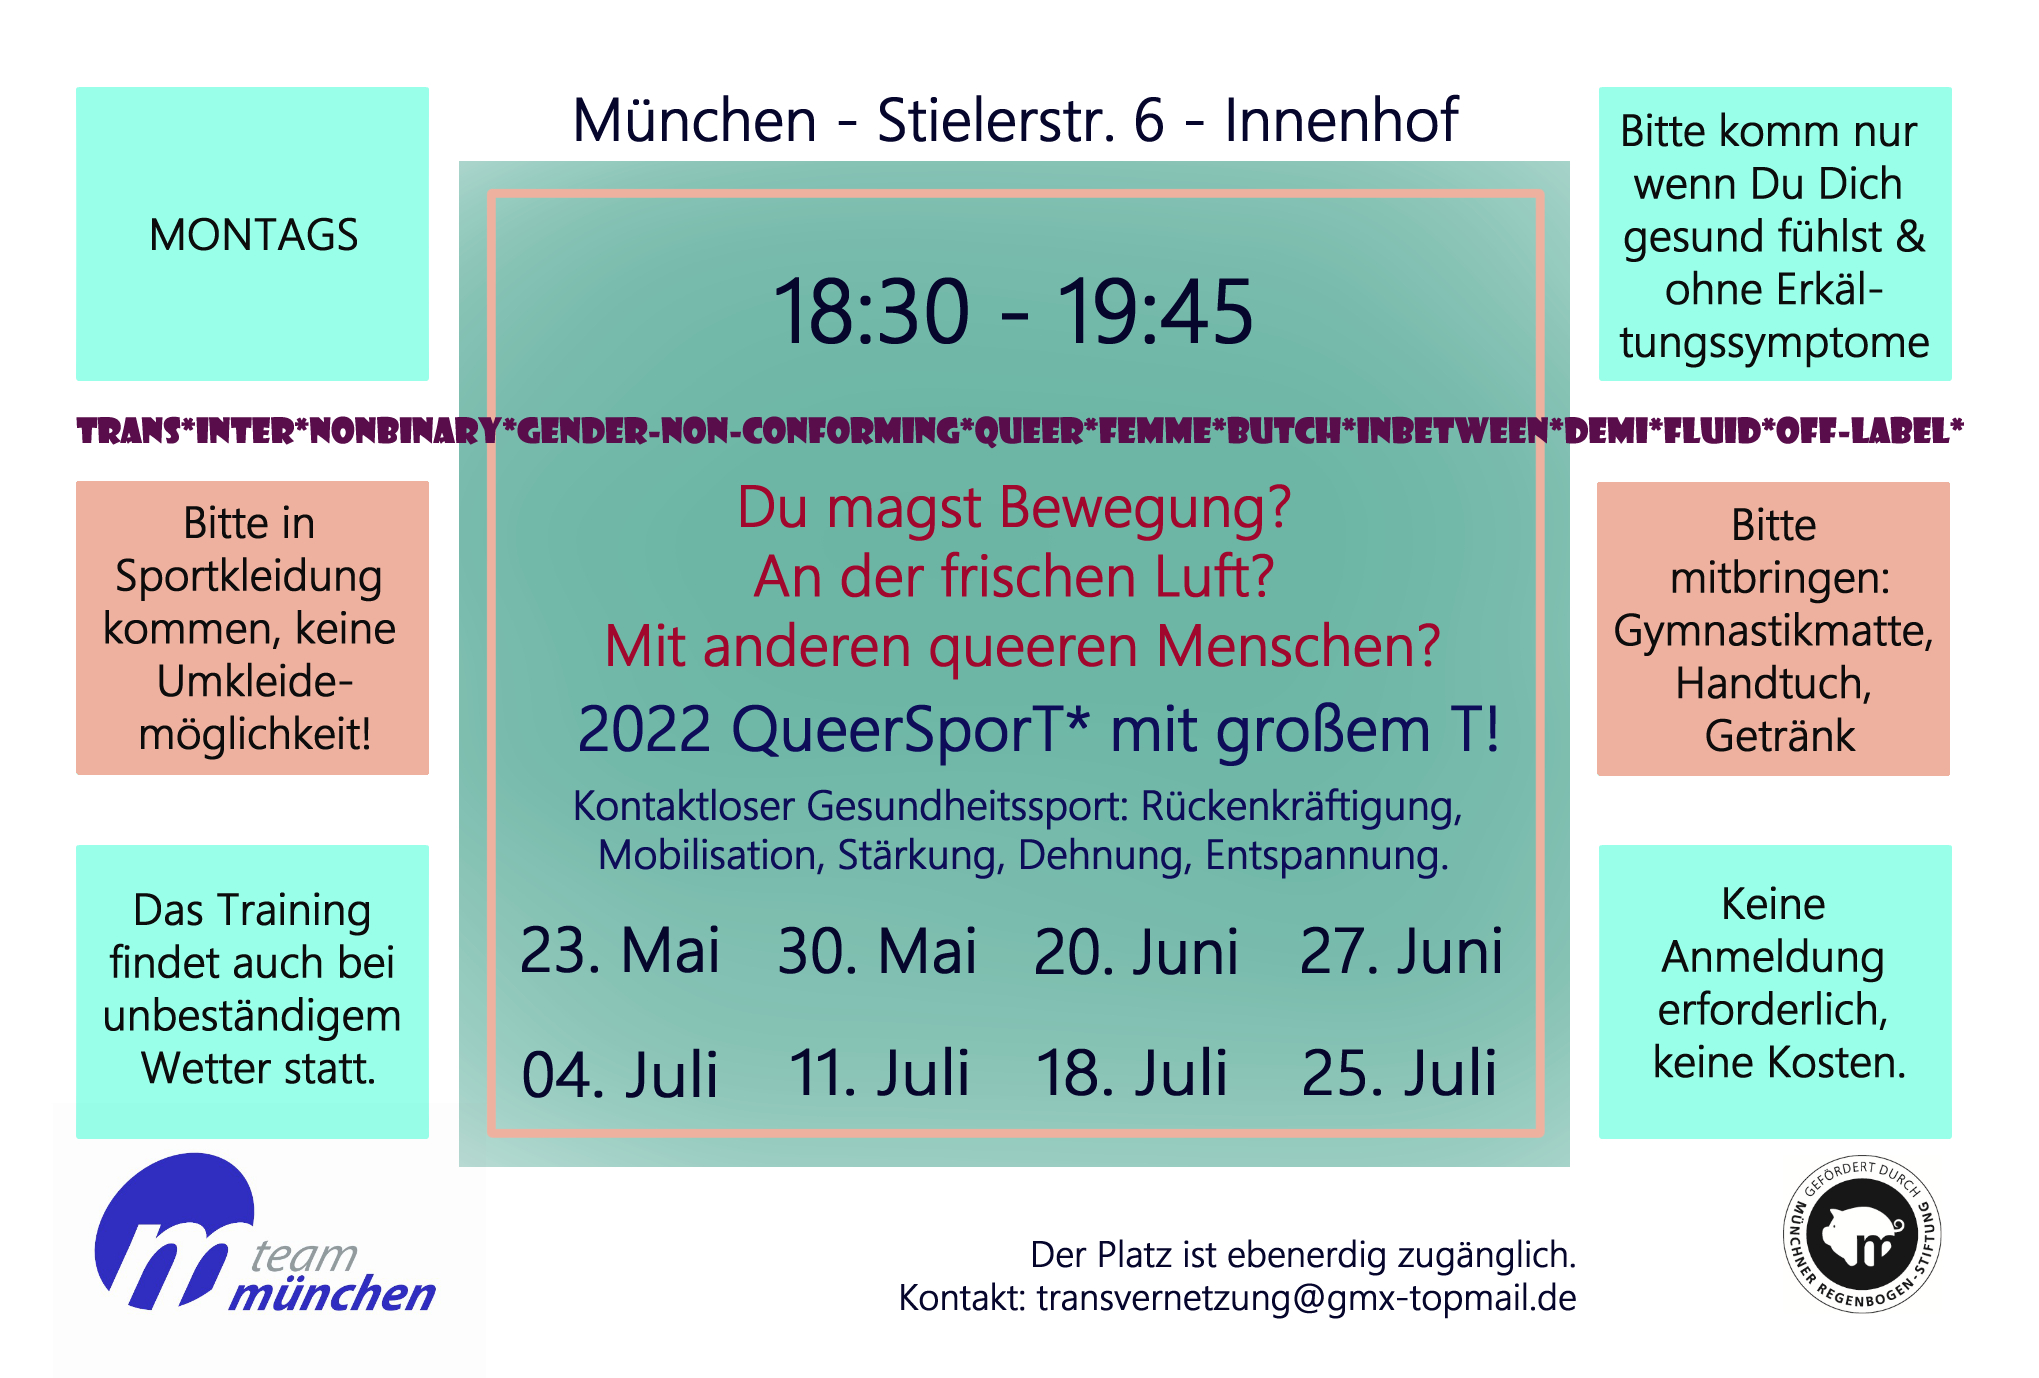 München - Stielerstr. 6 - Innenhof
MONTAGS
18:30 - 19:45
Bitte komm nur
wenn Du Dich
gesund fühlst &
ohne Erkäl-
tungssymptome
TRANS*INTER*NONBINARY*GENDER-NON-CONFORMING*QUEER*FEMME*BUTCH*INBETWEEN*DEMI*FLUID*OFF-LABEL*
Bitte in
Sportkleidung
kommen, keine
Umkleide-
möglichkeit!
Du magst Bewegung?
An der frischen Luft?
Mit anderen queeren Menschen?
2022 QueerSporT* mit großem T!
Kontaktloser Gesundheitssport: Rückenkräftigung,
Mobilisation, Stärkung, Dehnung, Entspannung.
Bitte
mitbringen:
Gymnastikmatte,
Handtuch,
Getränk
Das Training
findet auch bei
unbeständigem
Wetter statt.
23. Mai 30. Mai 20. Juni 27. Juni
04. Juli 11. Juli 18. Juli 25. Juli
Keine
Anmeldung
erforderlich,
keine Kosten.
m team
münchen
Der Platz ist ebenerdig zugänglich.
Kontakt: transvernetzung@gmx-topmail.de
GEFÖRDERT DURCH
m
MÜNCHNER REGENBOGEN-STIFTUNG